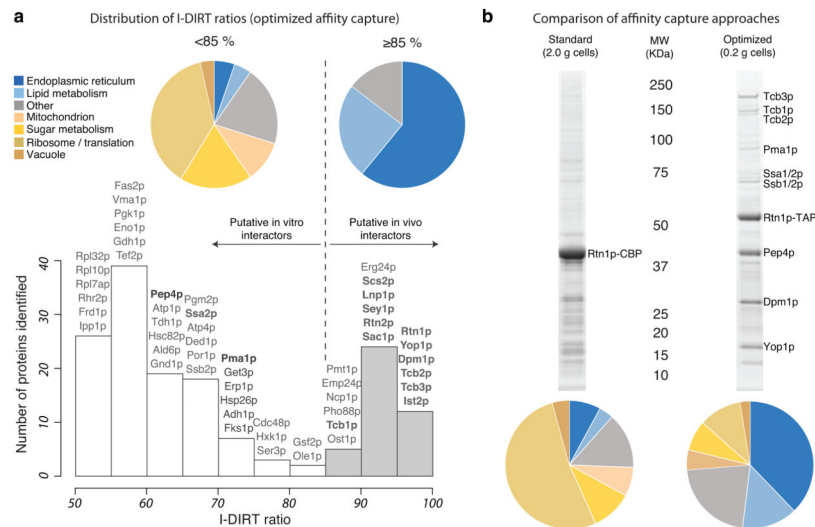 a
Distribution of I-DIRT ratios (optimized affiity capture)
<85 %
≥85 %
Endoplasmic reticulum
Lipid metabolism
Other
Mitochondrion
Sugar metabolism
Ribosome / translation
Vacuole
Putative in vitro
interactors
Putative in vivo
interactors
Number of proteins identified
0
10
20
30
40
Rpl32p
Rpl10p
Rpl7ap
Rhr2p
Frd1p
Ipp1p
Fas2p
Vma1p
Pgk1p
Eno1p
Gdh1p
Tef2p
Pep4p
Atp1p
Tdh1p
Hsc82p
Ald6p
Gnd1p
Pgm2p
Ssa2p
Atp4p
Ded1p
Por1p
Ssb2p
Pma1p
Get3p
Erp1p
Hsp26p
Adh1p
Fks1p
Cdc48p
Hxk1p
Ser3p
Gsf2p
Ole1p
Pmt1p
Emp24p
Ncp1p
Pho88p
Tcb1p
Ost1p
Erg24p
Scs2p
Lnp1p
Sey1p
Rtn2p
Sac1p
Rtn1p
Yop1p
Dpm1p
Tcb2p
Tcb3p
Ist2p
50
60
70
80
90
100
I-DIRT ratio
b
Comparison of affinity capture approaches
Standard
(2.0 g cells)
MW
(KDa)
Optimized
(0.2 g cells)
250
150
100
75
50
37
25
20
15
10
Rtn1p-CBP
Tcb3p
Tcb1p
Tcb2p
Pma1p
Ssa1/2p
Ssb1/2p
Rtn1p-TAP
Pep4p
Dpm1p
Yop1p